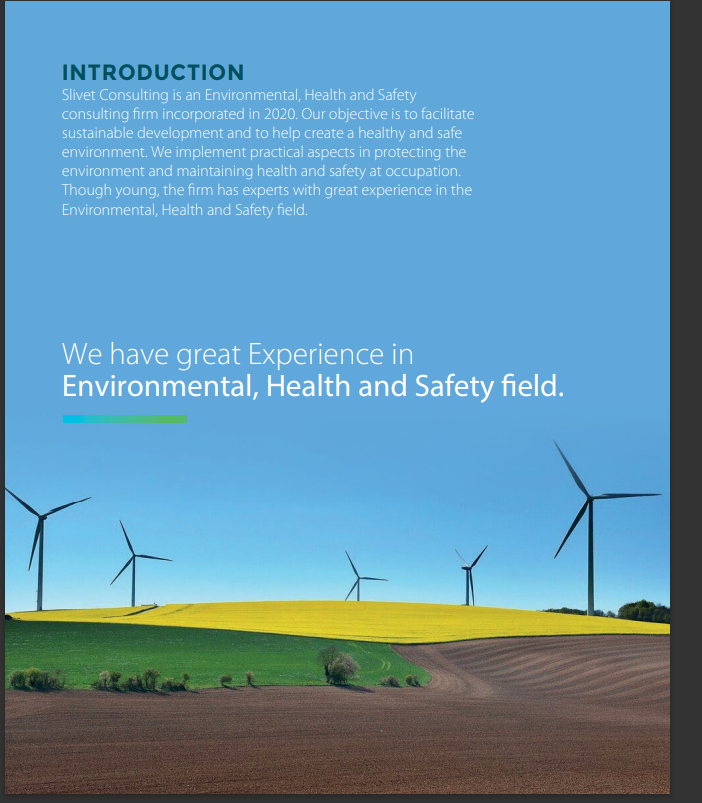 INTRODUCTION
Slivet Consulting is an Environmental, Health and Safety
consulting firm incorporated in 2020. Our objective is to facilitate
sustainable development and to help create a healthy and safe
environment. We implement practical aspects in protecting the
environment and maintaining health and safety at occupation.
Though young, the firm has experts with great experience in the
Environmental, Health and Safety field.
We have great Experience in
Environmental, Health and Safety field.